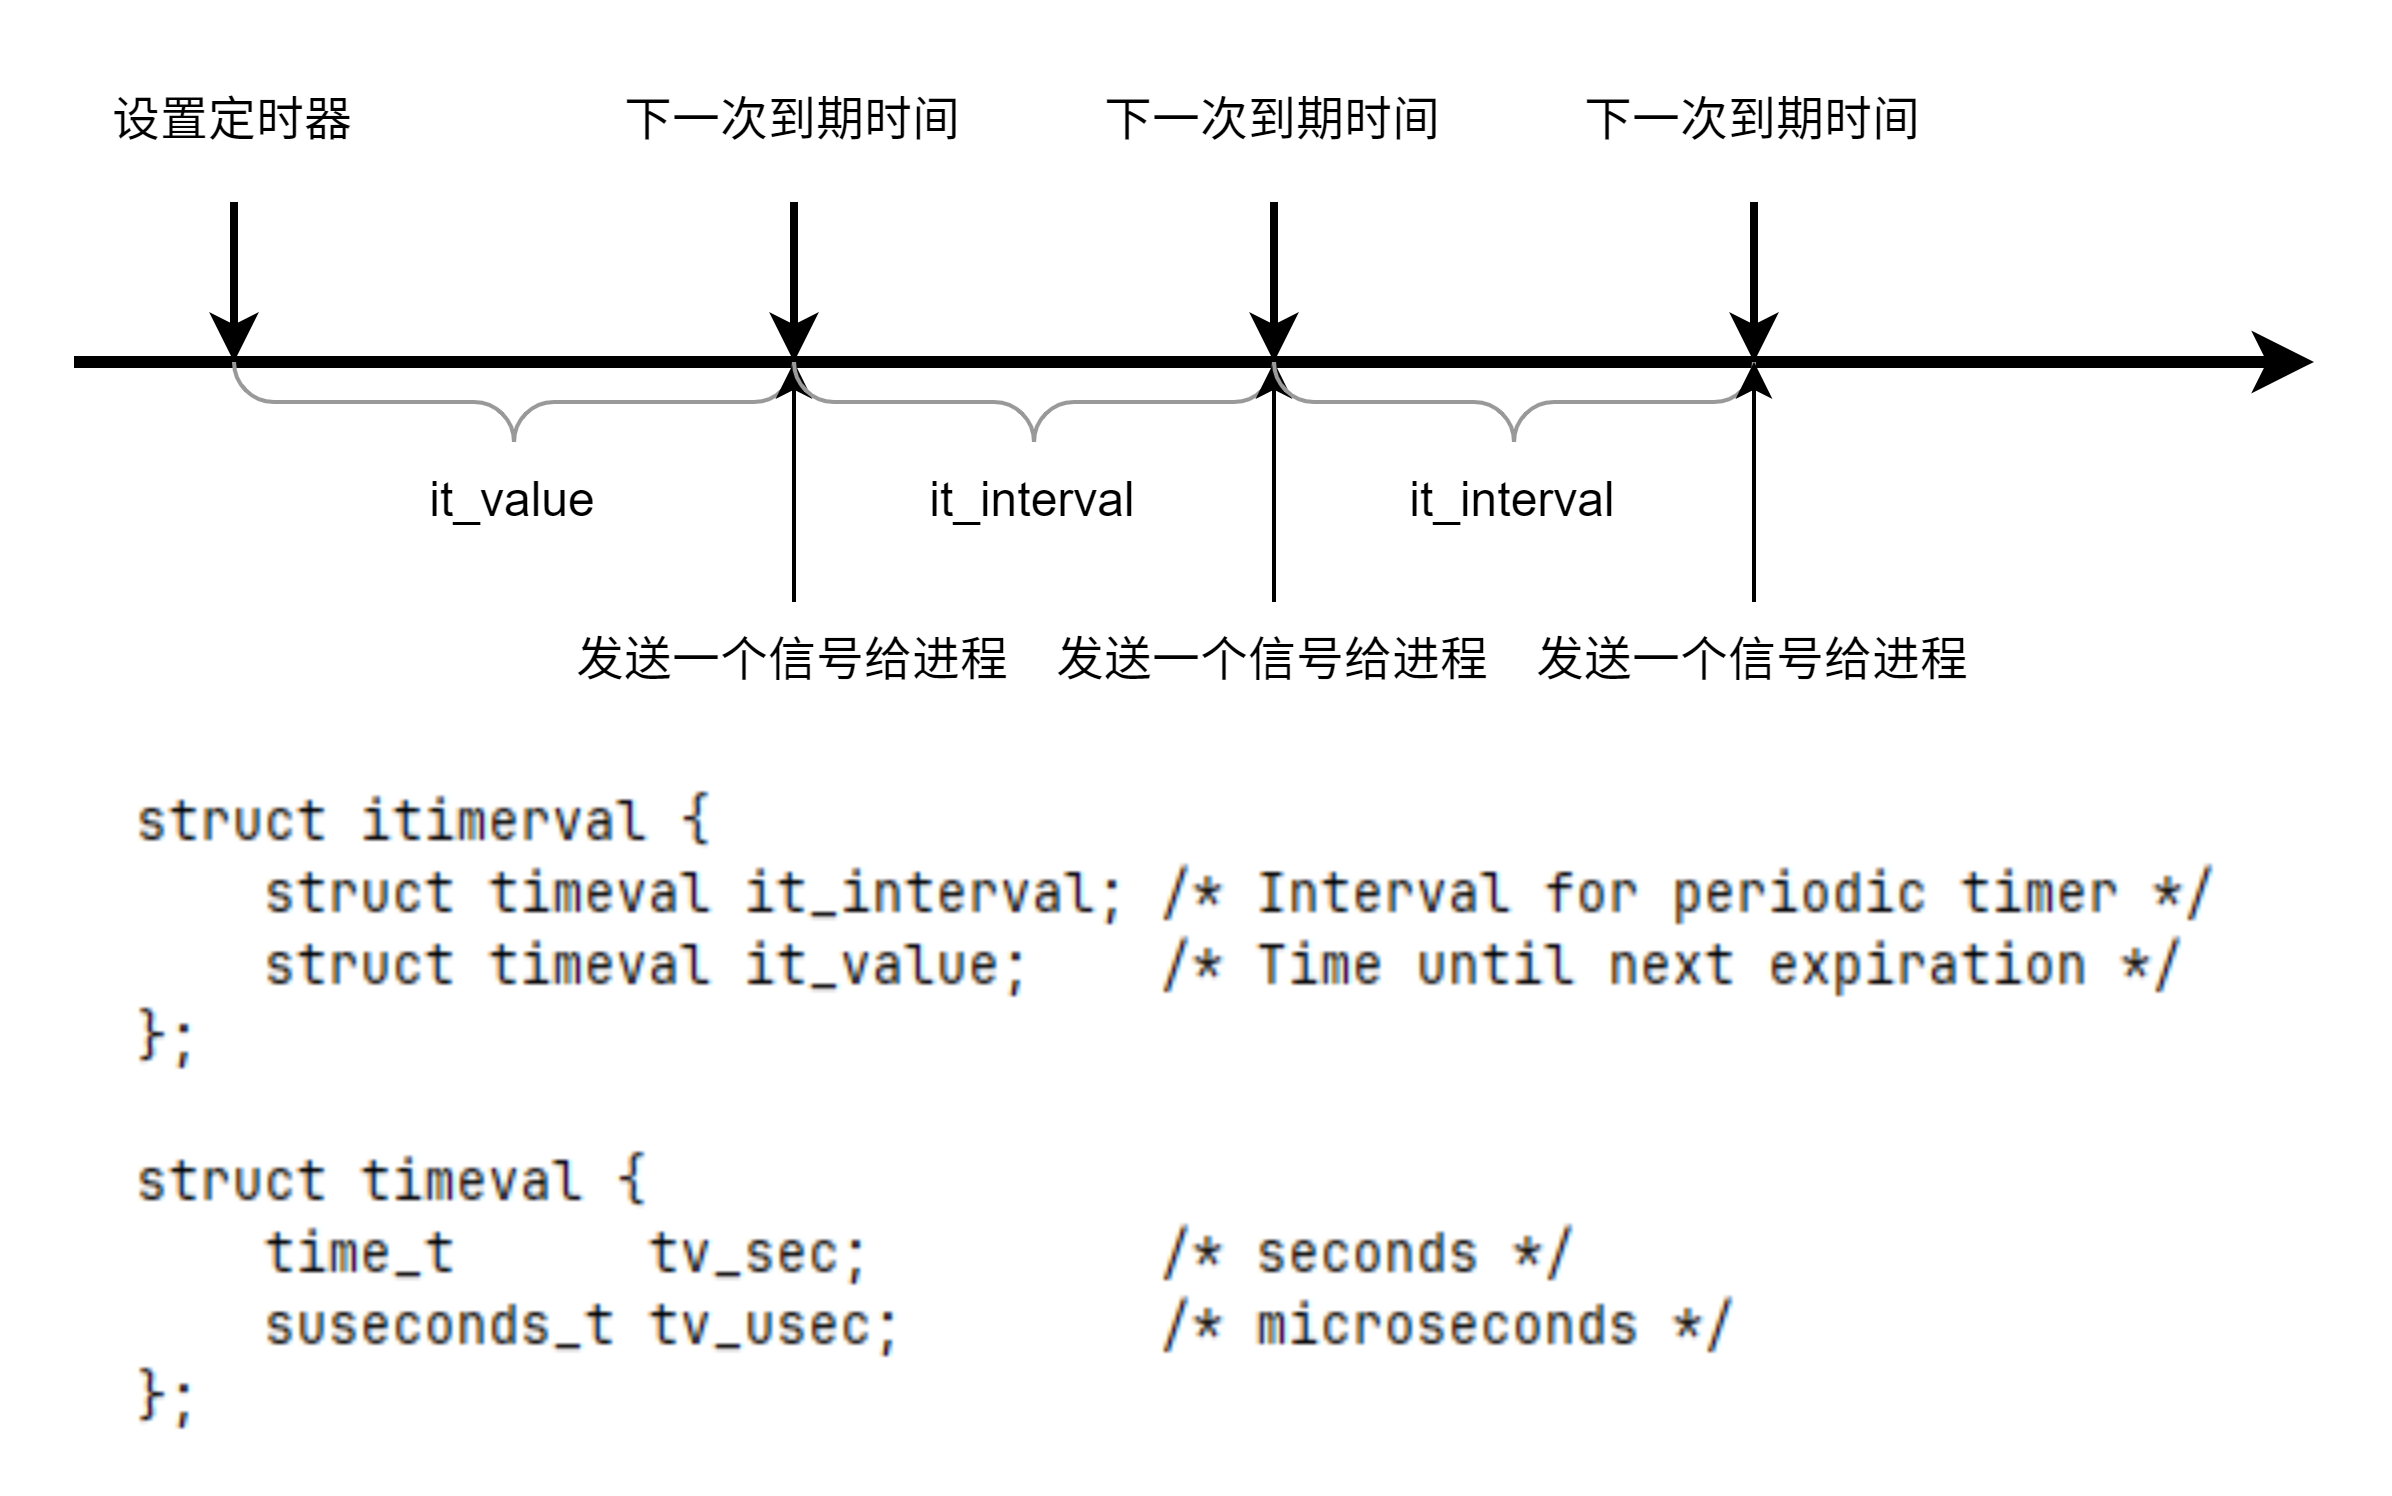 设置定时器 下一次到期时间 下一次到期时间 下一次到期时间
it_value it_interval it_interval
发送一个信号给进程 发送一个信号给进程 发送一个信号给进程
struct itimerval {
    struct timeval it_interval; /* Interval for periodic timer */
    struct timeval it_value;    /* Time until next expiration */
};
struct timeval {
    time_t      tv_sec;         /* seconds */
    suseconds_t tv_usec;        /* microseconds */
};